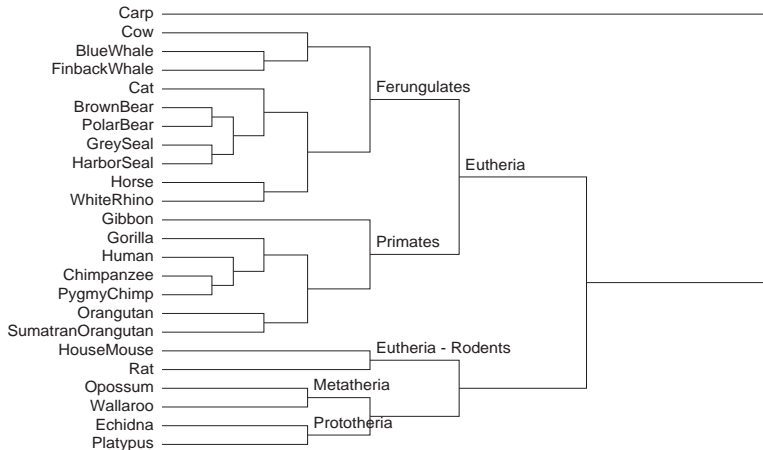 Carp
Cow
BlueWhale
FinbackWhale
Cat
Ferungulates
BrownBear
PolarBear
GreySeal
HarborSeal
Eutheria
Horse
WhiteRhino
Gibbon
Gorilla
Primates
Human
Chimpanzee
PygmyChimp
Orangutan
SumatranOrangutan
HouseMouse
Eutheria - Rodents
Rat
Opossum
Metatheria
Wallaroo
Echidna
Prototheria
Platypus